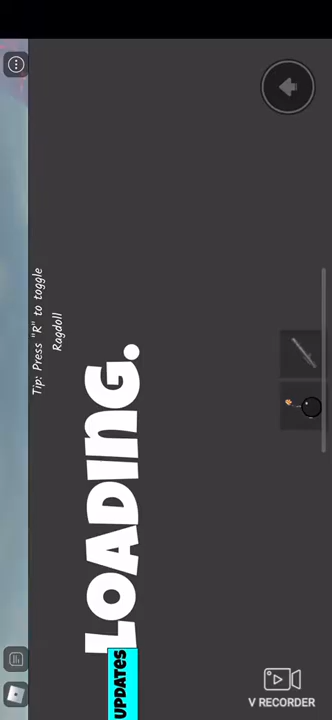 Tip: Press "R" to toggle
Ragdoll
LOADING.
UPDATES
V RECORDER